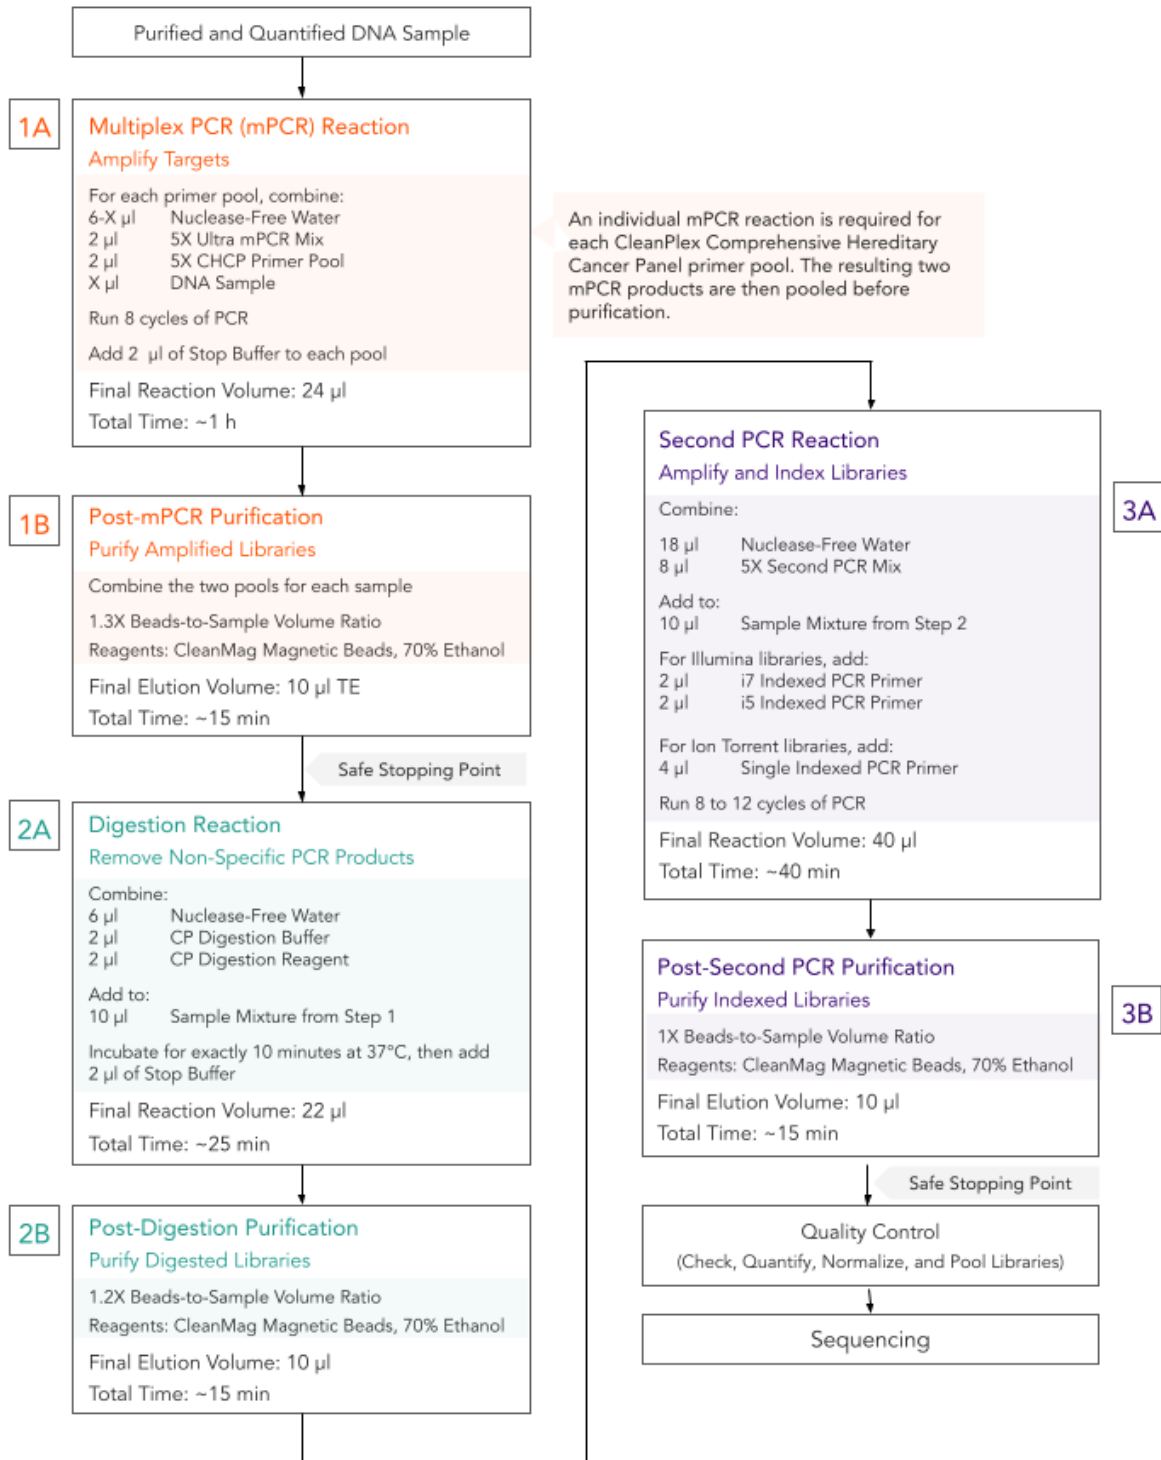 Purified and Quantified DNA Sample
1A
Multiplex PCR (mPCR) Reaction
Amplify Targets
For each primer pool, combine:
6-X µl Nuclease-Free Water
2 µl 5X Ultra mPCR Mix
2 µl 5X CHCP Primer Pool
X µl DNA Sample
Run 8 cycles of PCR
Add 2 µl of Stop Buffer to each pool
Final Reaction Volume: 24 µl
Total Time: ~1 h
An individual mPCR reaction is required for
each CleanPlex Comprehensive Hereditary
Cancer Panel primer pool. The resulting two
mPCR products are then pooled before
purification.
1B
Post-mPCR Purification
Purify Amplified Libraries
Combine the two pools for each sample
1.3X Beads-to-Sample Volume Ratio
Reagents: CleanMag Magnetic Beads, 70% Ethanol
Final Elution Volume: 10 µl TE
Total Time: ~15 min
Safe Stopping Point
2A
Digestion Reaction
Remove Non-Specific PCR Products
Combine:
6 µl Nuclease-Free Water
2 µl CP Digestion Buffer
2 µl CP Digestion Reagent
Add to:
10 µl Sample Mixture from Step 1
Incubate for exactly 10 minutes at 37°C, then add
2 µl of Stop Buffer
Final Reaction Volume: 22 µl
Total Time: ~25 min
2B
Post-Digestion Purification
Purify Digested Libraries
1.2X Beads-to-Sample Volume Ratio
Reagents: CleanMag Magnetic Beads, 70% Ethanol
Final Elution Volume: 10 µl
Total Time: ~15 min
3A
Second PCR Reaction
Amplify and Index Libraries
Combine:
18 µl Nuclease-Free Water
8 µl 5X Second PCR Mix
Add to:
10 µl Sample Mixture from Step 2
For Illumina libraries, add:
2 µl i7 Indexed PCR Primer
2 µl i5 Indexed PCR Primer
For Ion Torrent libraries, add:
4 µl Single Indexed PCR Primer
Run 8 to 12 cycles of PCR
Final Reaction Volume: 40 µl
Total Time: ~40 min
3B
Post-Second PCR Purification
Purify Indexed Libraries
1X Beads-to-Sample Volume Ratio
Reagents: CleanMag Magnetic Beads, 70% Ethanol
Final Elution Volume: 10 µl
Total Time: ~15 min
Safe Stopping Point
Quality Control
(Check, Quantify, Normalize, and Pool Libraries)
Sequencing